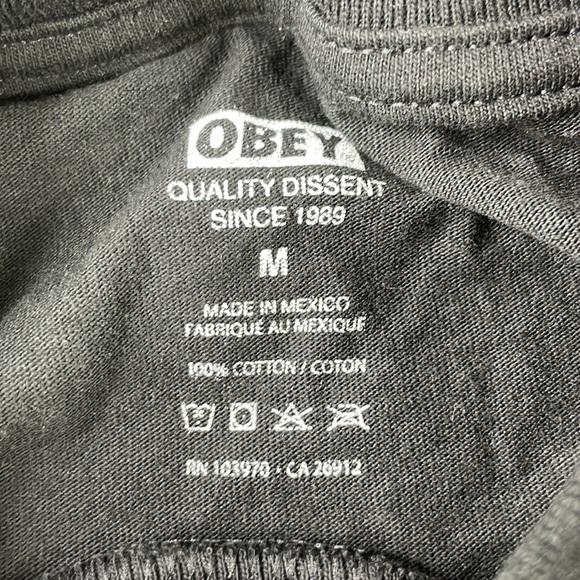 OBEY
QUALITY DISSENT
SINCE 1989
M
MADE IN MEXICO
FABRIQUÉ AU MEXIQUE
100% COTTON / COTON
RN 103970 • CA 26912